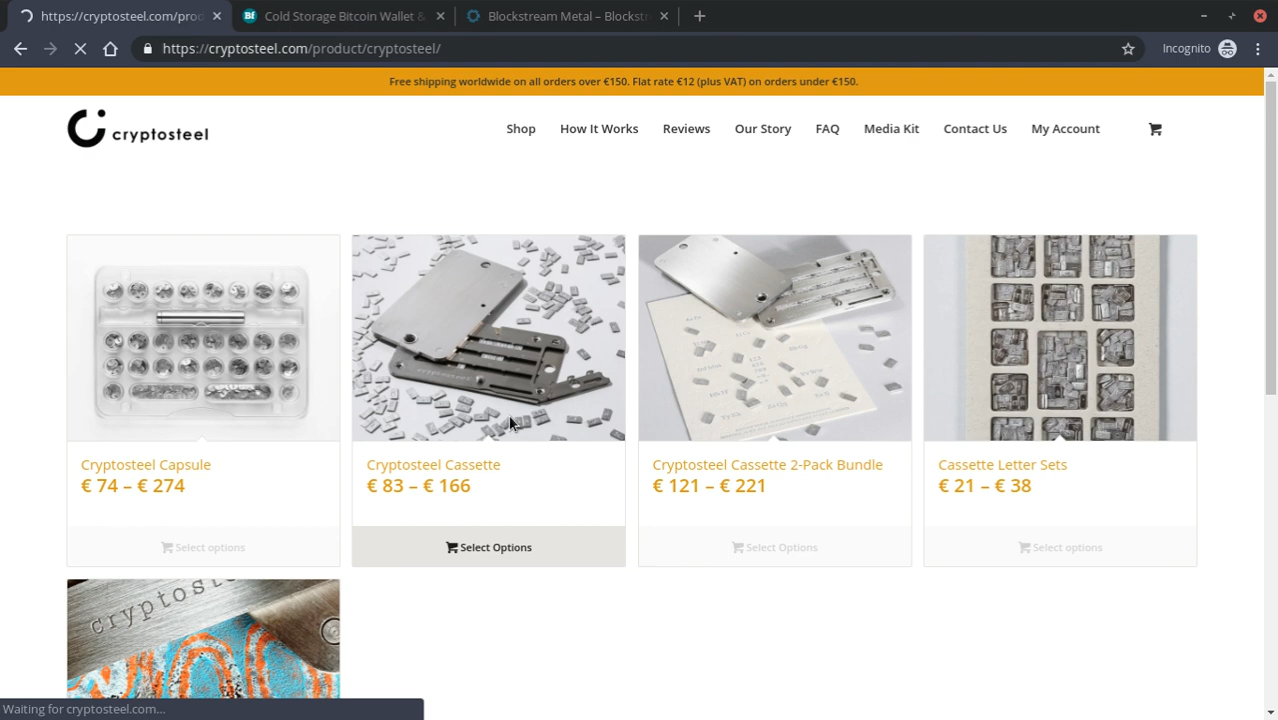 https://cryptosteel.com/prod
Cold Storage Bitcoin Wallet &
Blockstream Metal – Blockstr
https://cryptosteel.com/product/cryptosteel/
Incognito
Free shipping worldwide on all orders over €150. Flat rate €12 (plus VAT) on orders under €150.
cryptosteel
Shop
How It Works
Reviews
Our Story
FAQ
Media Kit
Contact Us
My Account
Cryptosteel Capsule
€ 74 – € 274
Select options
Cryptosteel Cassette
€ 83 – € 166
Select Options
Cryptosteel Cassette 2-Pack Bundle
€ 121 – € 221
Select Options
Cassette Letter Sets
€ 21 – € 38
Select options
cryptoste
Waiting for cryptosteel.com...